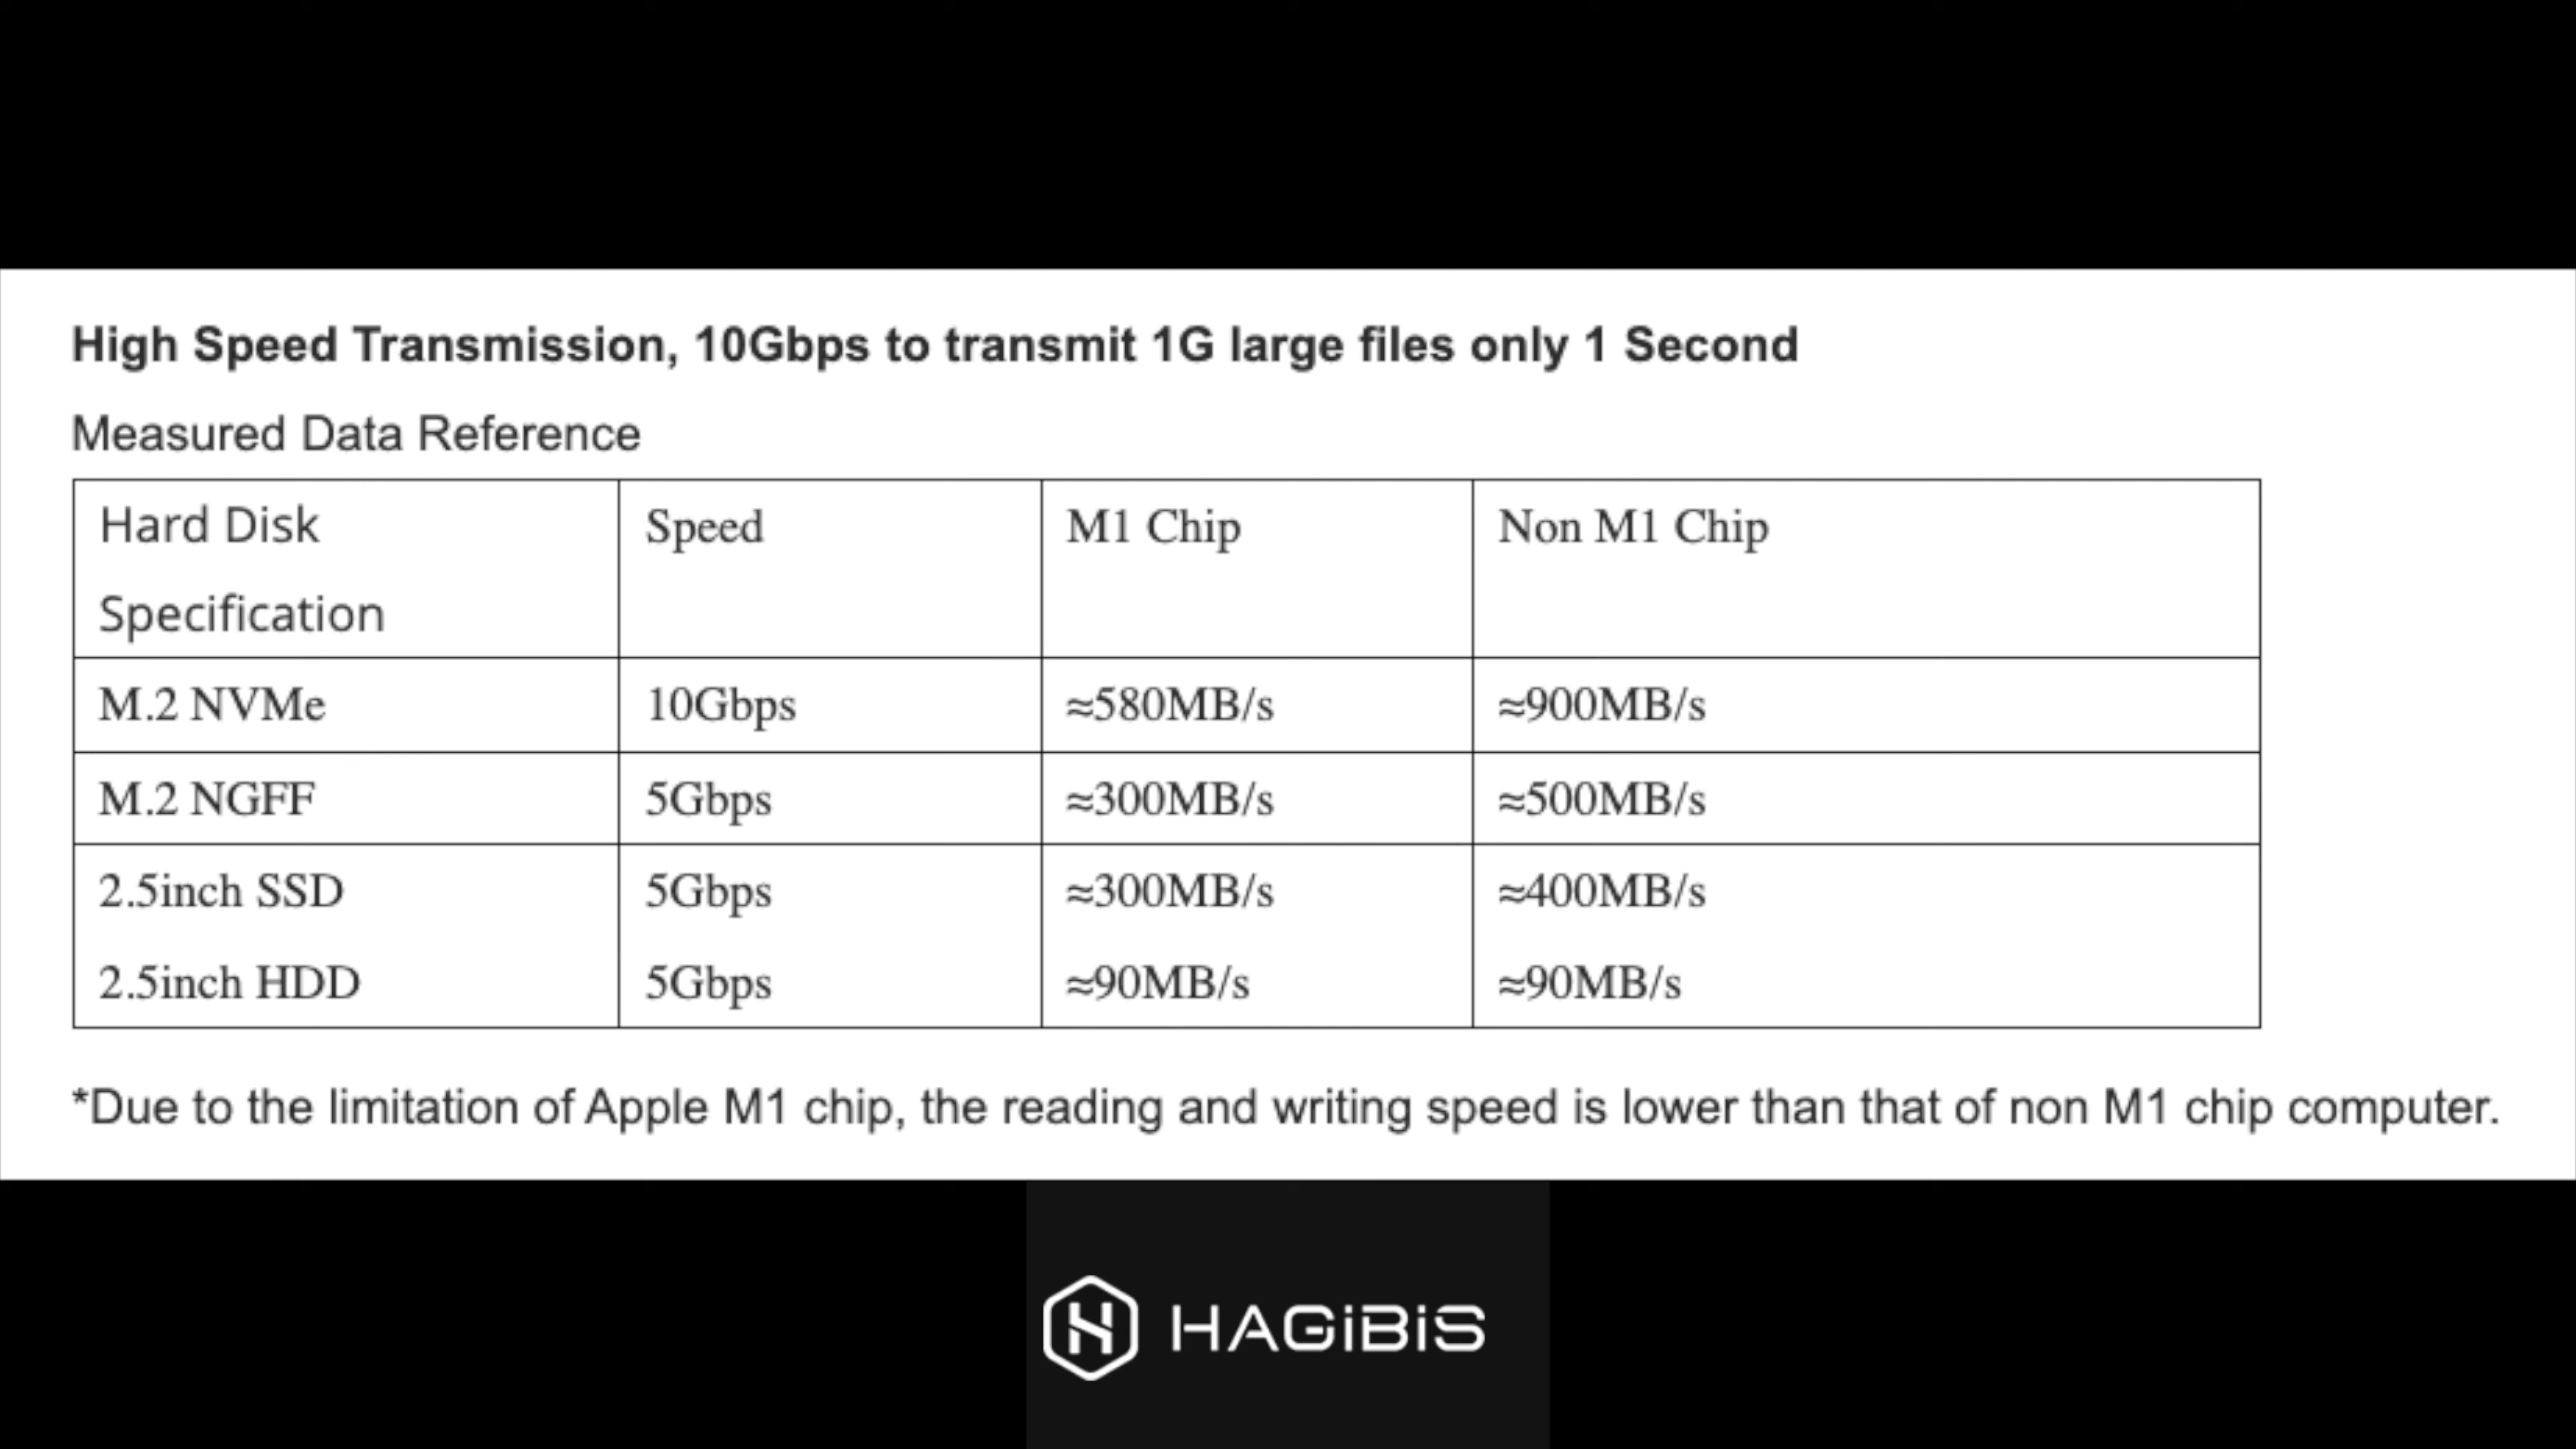 High Speed Transmission, 10Gbps to transmit 1G large files only 1 Second
Measured Data Reference
Hard Disk Specification Speed M1 Chip Non M1 Chip
M.2 NVMe 10Gbps ≈580MB/s ≈900MB/s
M.2 NGFF 5Gbps ≈300MB/s ≈500MB/s
2.5inch SSD 5Gbps ≈300MB/s ≈400MB/s
2.5inch HDD 5Gbps ≈90MB/s ≈90MB/s
*Due to the limitation of Apple M1 chip, the reading and writing speed is lower than that of non M1 chip computer.
HAGiBiS